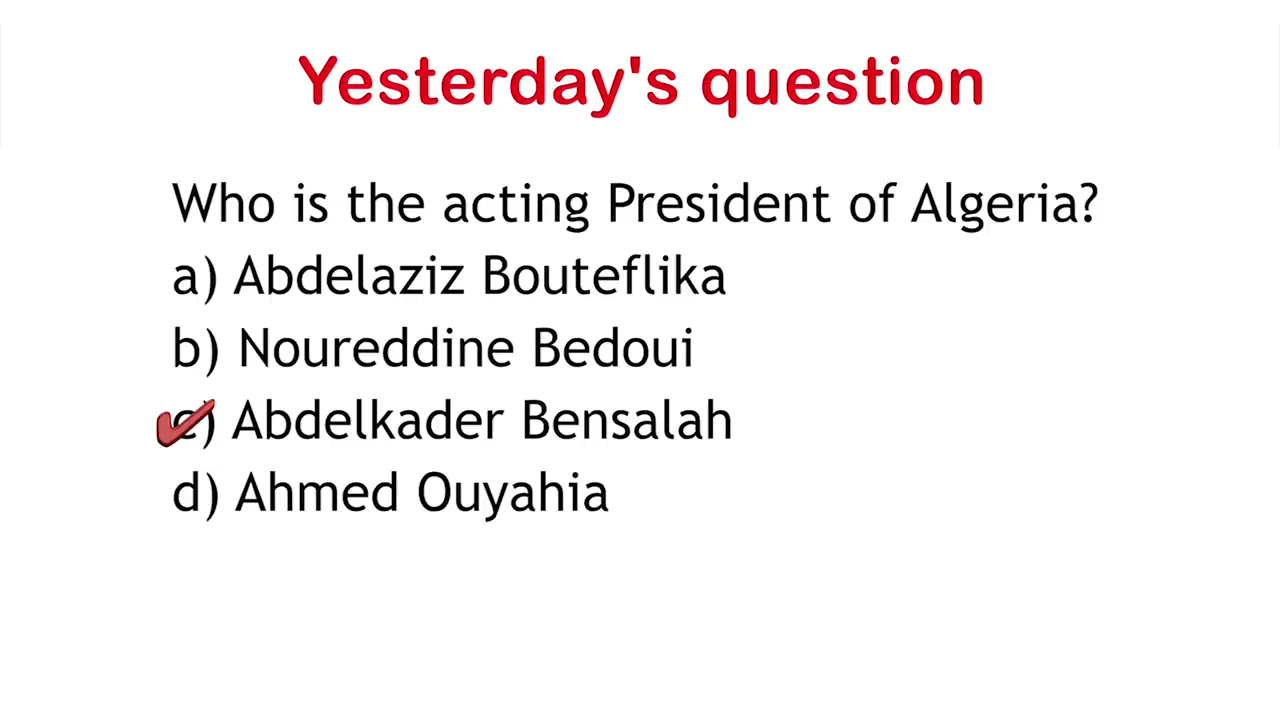 Yesterday's question
Who is the acting President of Algeria?
a) Abdelaziz Bouteflika
b) Noureddine Bedoui
c) Abdelkader Bensalah
d) Ahmed Ouyahia